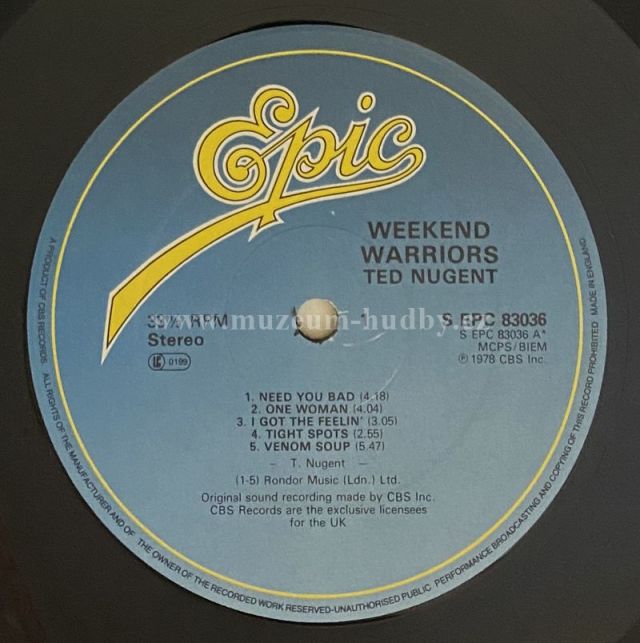 Epic
WEEKEND
WARRIORS
TED NUGENT
33⅓ RPM
Stereo
LC 0199
1
S EPC 83036
S EPC 83036 A*
MCPS/BIEM
℗ 1978 CBS Inc.
www.muzeum-hudby.cz
1. NEED YOU BAD (4.18)
2. ONE WOMAN (4.04)
3. I GOT THE FEELIN' (3.05)
4. TIGHT SPOTS (2.55)
5. VENOM SOUP (5.47)
– T. Nugent –
(1-5) Rondor Music (Ldn.) Ltd.
Original sound recording made by CBS Inc.
CBS Records are the exclusive licensees
for the UK
A PRODUCT OF CBS RECORDS. ALL RIGHTS OF THE MANUFACTURER AND OF THE OWNER OF THE RECORDED WORK RESERVED-UNAUTHORISED PUBLIC PERFORMANCE BROADCASTING AND COPYING OF THIS RECORD PROHIBITED MADE IN ENGLAND.